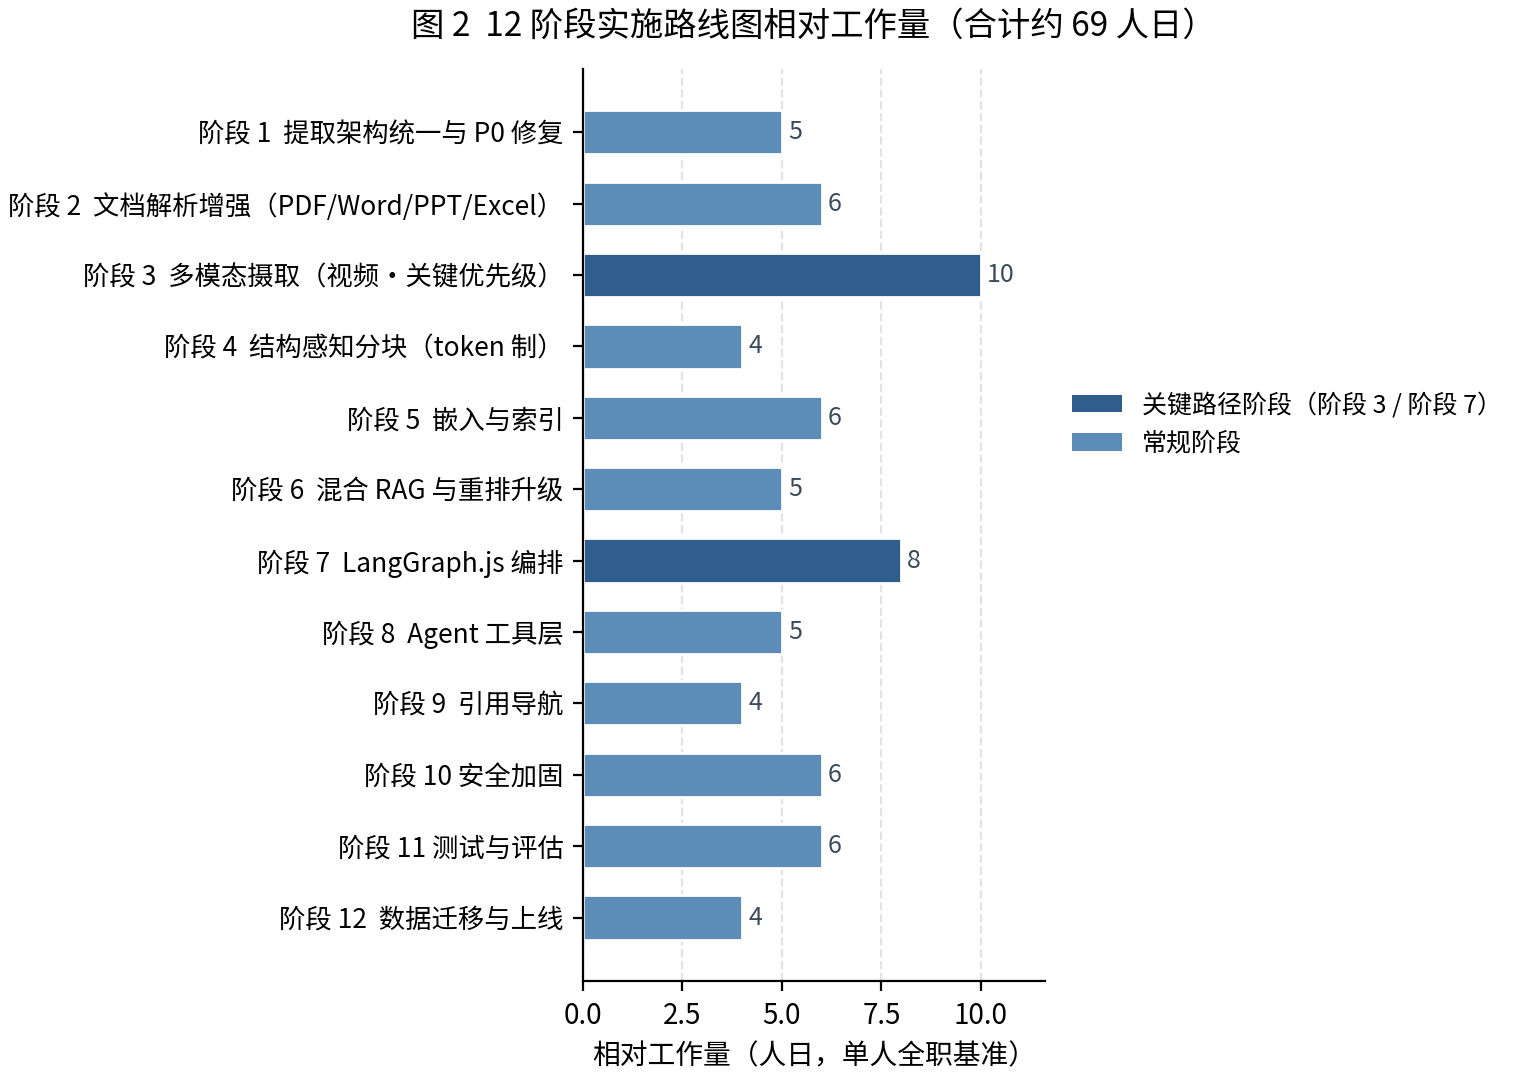 图 2  12 阶段实施路线图相对工作量（合计约 69 人日）
阶段 1  提取架构统一与 P0 修复
5
阶段 2  文档解析增强（PDF/Word/PPT/Excel）
6
阶段 3  多模态摄取（视频・关键优先级）
10
阶段 4  结构感知分块（token 制）
4
阶段 5  嵌入与索引
6
阶段 6  混合 RAG 与重排升级
5
阶段 7  LangGraph.js 编排
8
阶段 8  Agent 工具层
5
阶段 9  引用导航
4
阶段 10 安全加固
6
阶段 11 测试与评估
6
阶段 12  数据迁移与上线
4
关键路径阶段（阶段 3 / 阶段 7）
常规阶段
0.0 2.5 5.0 7.5 10.0
相对工作量（人日，单人全职基准）